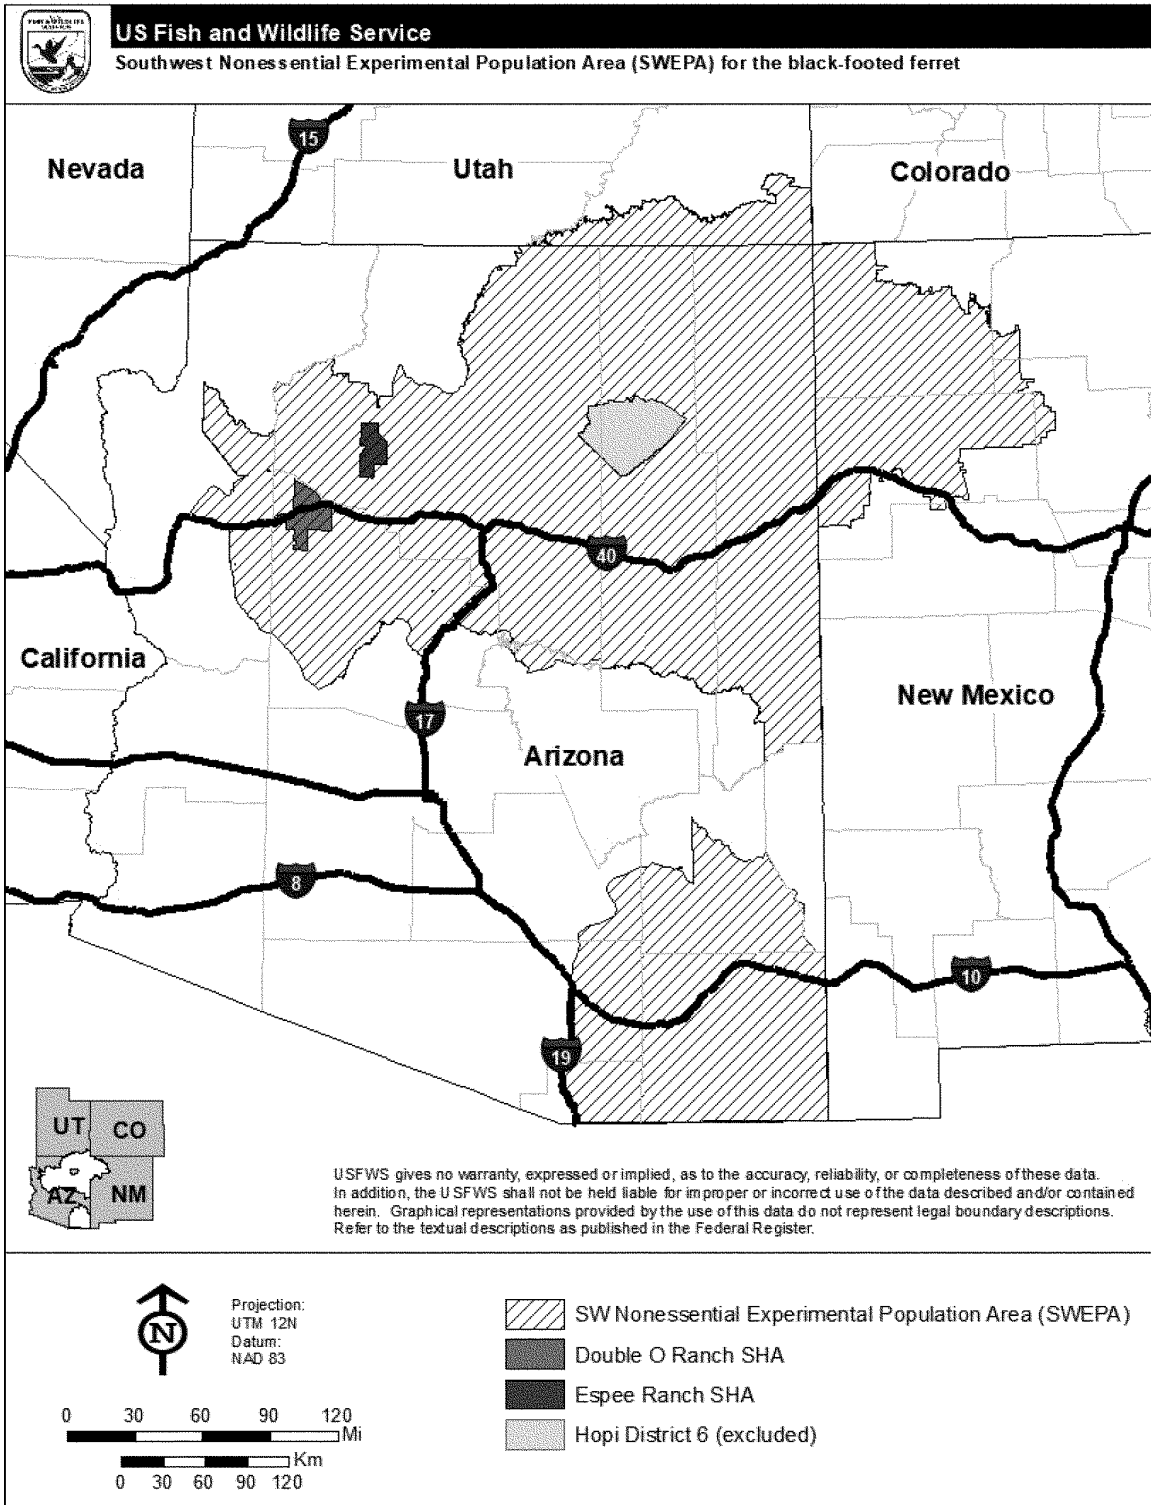 FISH & WILDLIFE
SERVICE
US Fish and Wildlife Service
Southwest Nonessential Experimental Population Area (SWEPA) for the black-footed ferret
15
Nevada
Utah
Colorado
40
California
New Mexico
17
Arizona
8
10
19
UT
CO
AZ
NM
USFWS gives no warranty, expressed or implied, as to the accuracy, reliability, or completeness of these data.
In addition, the USFWS shall not be held liable for improper or incorrect use of the data described and/or contained
herein. Graphical representations provided by the use of this data do not represent legal boundary descriptions.
Refer to the textual descriptions as published in the Federal Register.
N
Projection:
UTM 12N
Datum:
NAD 83
0 30 60 90 120
Mi
Km
0 30 60 90 120
SW Nonessential Experimental Population Area (SWEPA)
Double O Ranch SHA
Espee Ranch SHA
Hopi District 6 (excluded)